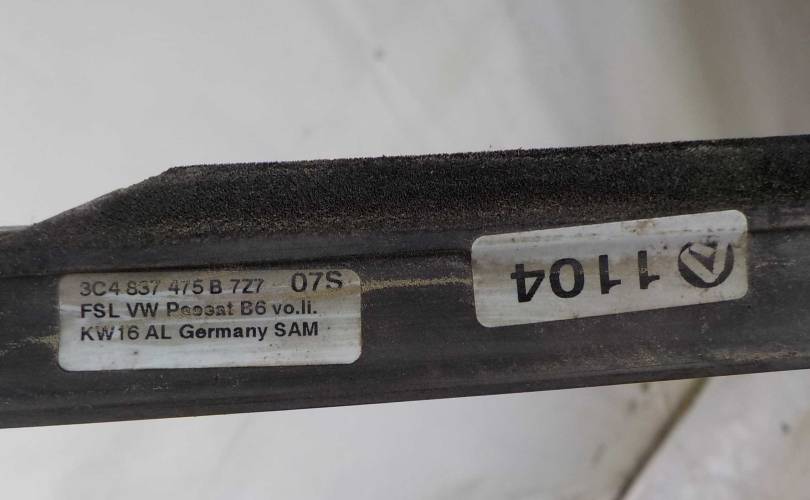 3C4 837 475 B 7Z7 07S
FSL VW Passat B6 vo.li.
KW16 AL Germany SAM
1104